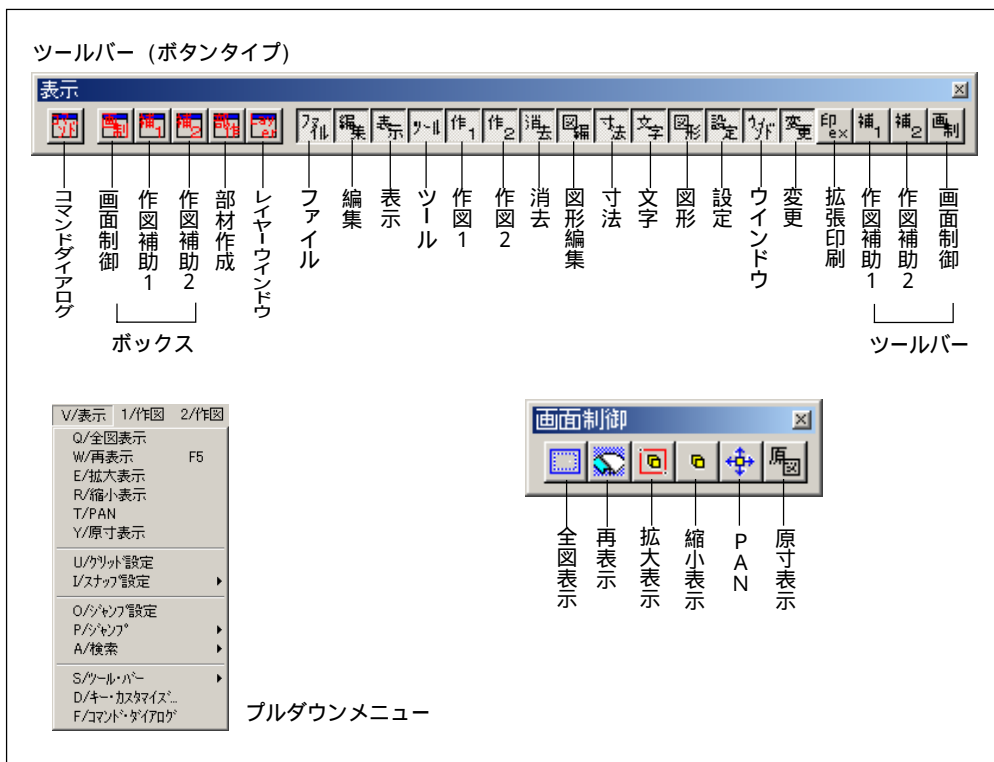 ツールバー (ボタンタイプ)
表示
コマンドダイアログ
画面制御
作図補助1
作図補助2
部材作成
レイヤーウインドウ
ファイル
編集
表示
ツール
作図1
作図2
消去
図形編集
寸法
文字
図形
設定
ウインドウ
変更
拡張印刷
作図補助1
作図補助2
画面制御
ボックス
ツールバー
V/表示 1/作図 2/作図
Q/全図表示
W/再表示 F5
E/拡大表示
R/縮小表示
T/PAN
Y/原寸表示
U/グリッド設定
I/スナップ設定
O/ジャンプ設定
P/ジャンプ
A/検索
S/ツール・バー
D/キー・カスタマイズ...
F/コマンド・ダイアログ
プルダウンメニュー
画面制御
原図
全図表示
再表示
拡大表示
縮小表示
PAN
原寸表示